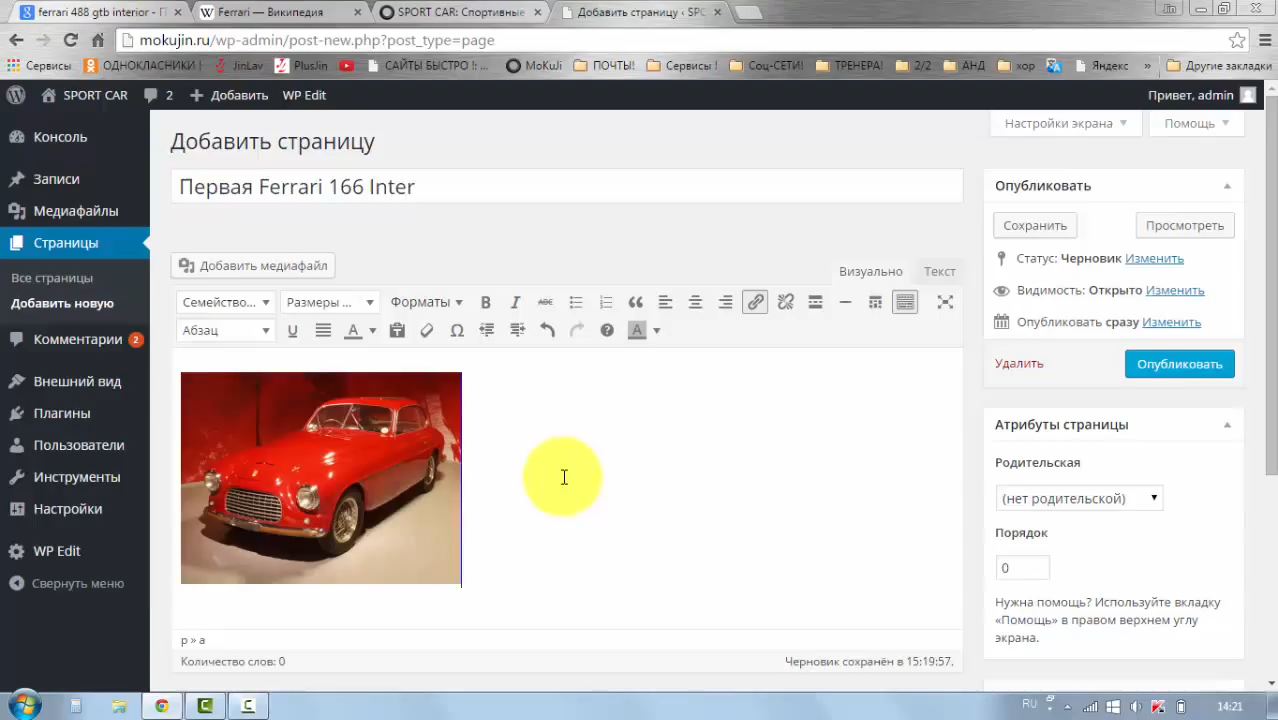 ferrari 488 gtb interior - П
Ferrari — Википедия
SPORT CAR: Спортивные
Добавить страницу ‹ SPO
mokujin.ru/wp-admin/post-new.php?post_type=page
Сервисы
ОДНОКЛАСНИКИ !
JinLav
PlusJin
САЙТЫ БЫСТРО !: ...
MoKuJi
ПОЧТЫ!
Сервисы !
Соц-СЕТИ!
ТРЕНЕРА!
2/2
АНД
хор
Яндекс
»
Другие закладки
SPORT CAR
2
Добавить
WP Edit
Привет, admin
Консоль
Записи
Медиафайлы
Страницы
Все страницы
Добавить новую
Комментарии 2
Внешний вид
Плагины
Пользователи
Инструменты
Настройки
WP Edit
Свернуть меню
Настройки экрана
Помощь
Добавить страницу
Первая Ferrari 166 Inter
Добавить медиафайл
Визуально
Текст
Семейство...
Размеры ...
Форматы
B
I
ABC
Абзац
U
A
A
p » a
Количество слов: 0
Черновик сохранён в 15:19:57.
Опубликовать
Сохранить
Просмотреть
Статус: Черновик Изменить
Видимость: Открыто Изменить
Опубликовать сразу Изменить
Удалить
Опубликовать
Атрибуты страницы
Родительская
(нет родительской)
Порядок
0
Нужна помощь? Используйте вкладку
«Помощь» в правом верхнем углу
экрана.
RU
14:21